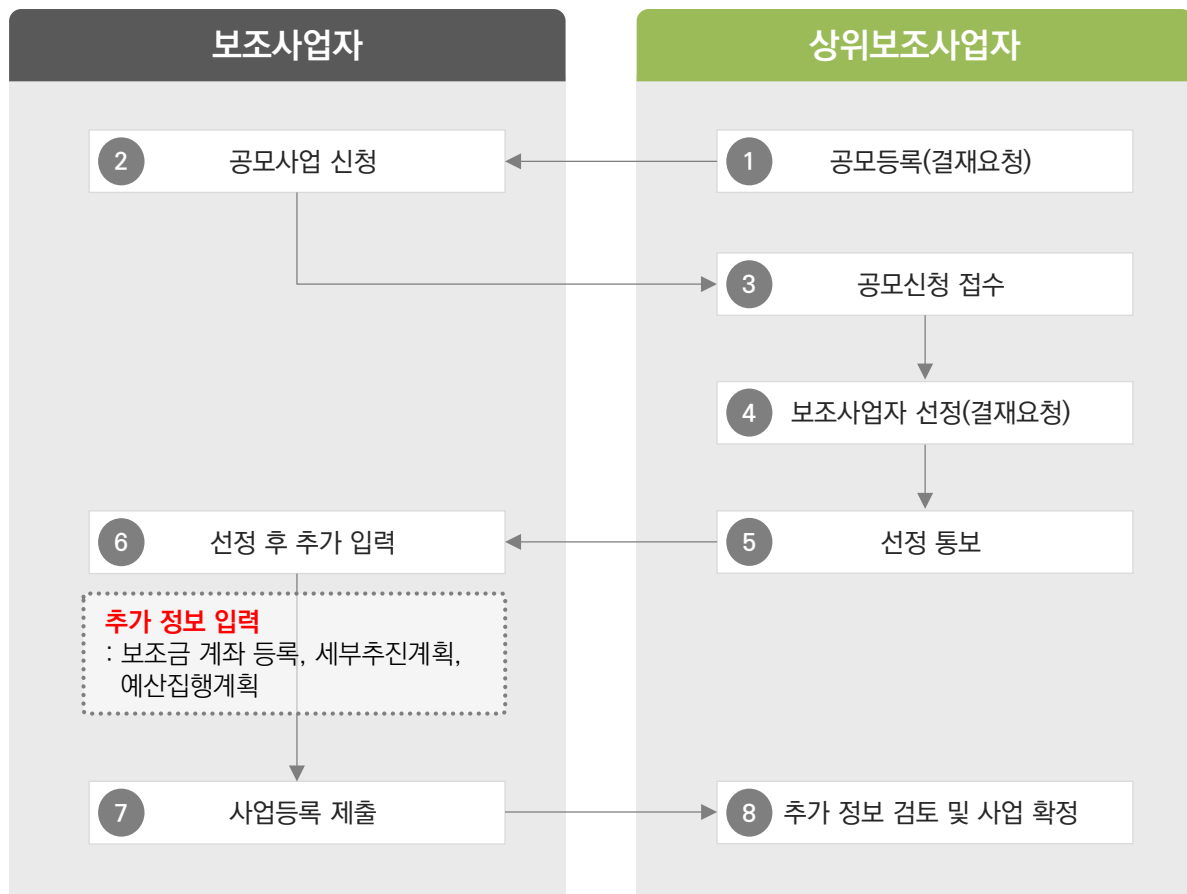 보조사업자
상위보조사업자
2 공모사업 신청
1 공모등록(결재요청)
3 공모신청 접수
4 보조사업자 선정(결재요청)
6 선정 후 추가 입력
5 선정 통보
추가 정보 입력
: 보조금 계좌 등록, 세부추진계획,
예산집행계획
7 사업등록 제출
8 추가 정보 검토 및 사업 확정